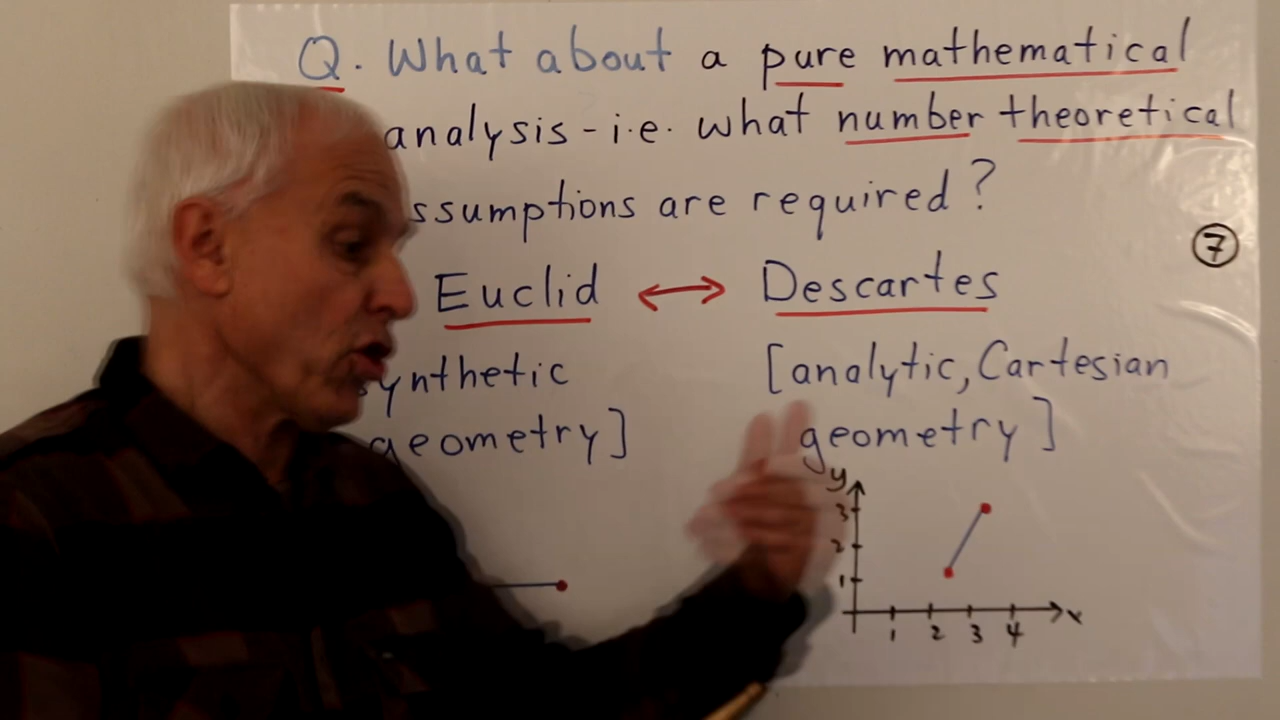 Q. What about a pure mathematical
analysis - i.e. what number theoretical
ssumptions are required?
7
Euclid ↔ Descartes
ynthetic
geometry]
[analytic, Cartesian
geometry]
y
3
2
1
1 2 3 4
x